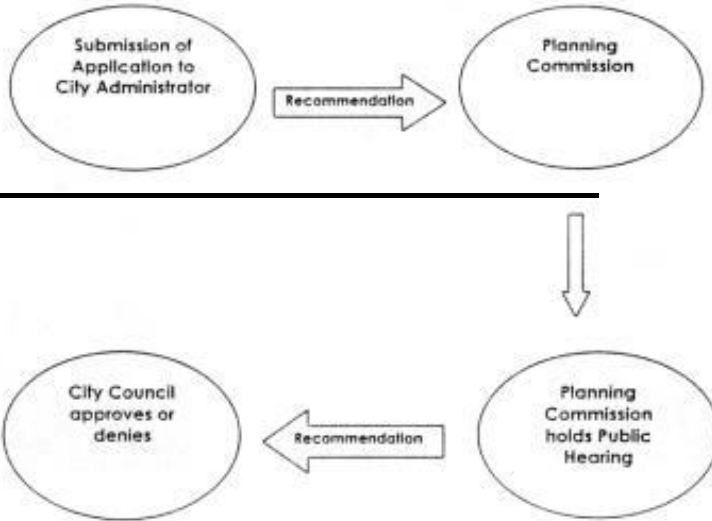 Submission of
Application to
City Administrator
Recommendation
Planning
Commission
Planning
Commission
holds Public
Hearing
Recommendation
City Council
approves or
denies